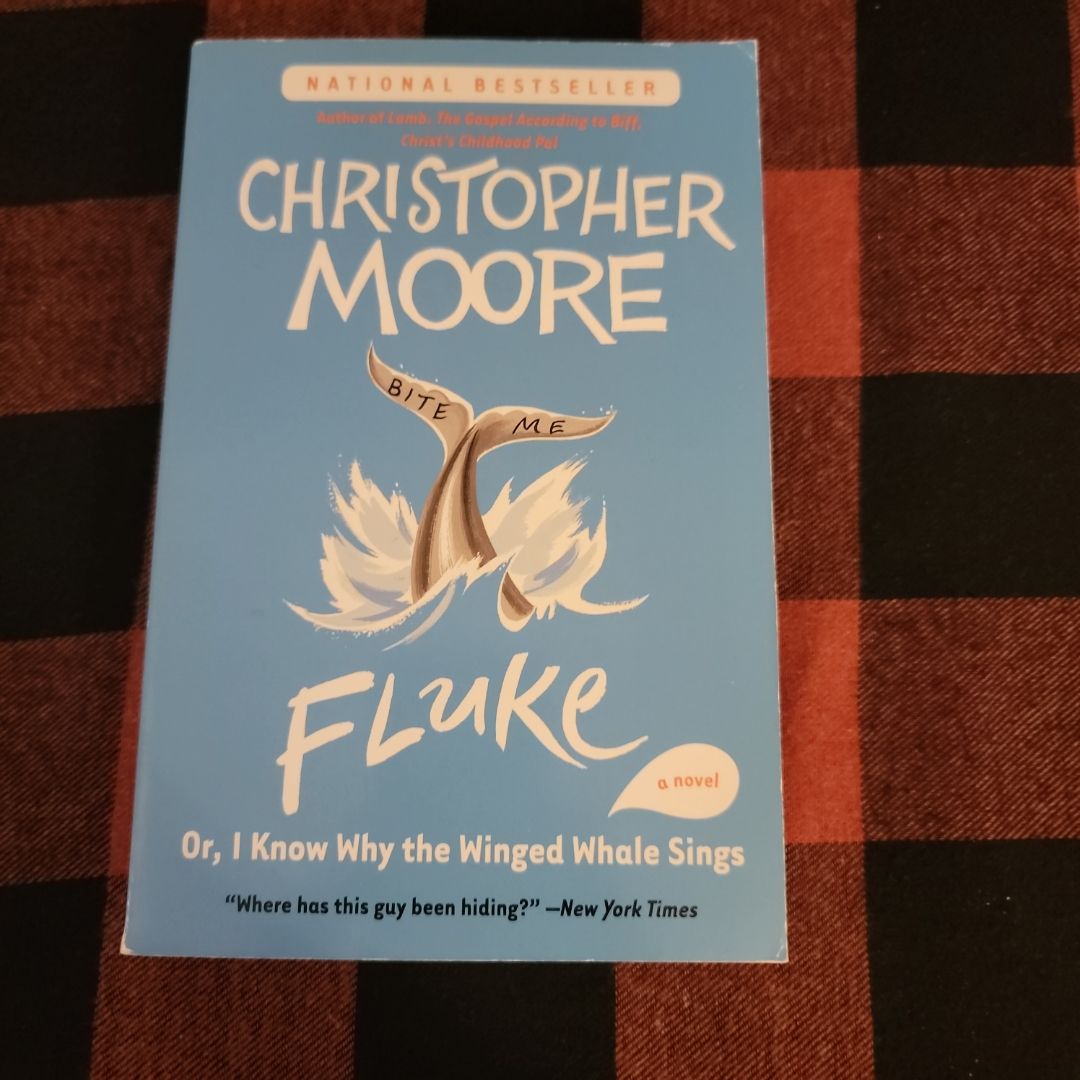 NATIONAL BESTSELLER
Author of Lamb: The Gospel According to Biff,
Christ's Childhood Pal
CHRISTOPHER
MOORE
BITE ME
FLuKe
a novel
Or, I Know Why the Winged Whale Sings
“Where has this guy been hiding?” —New York Times